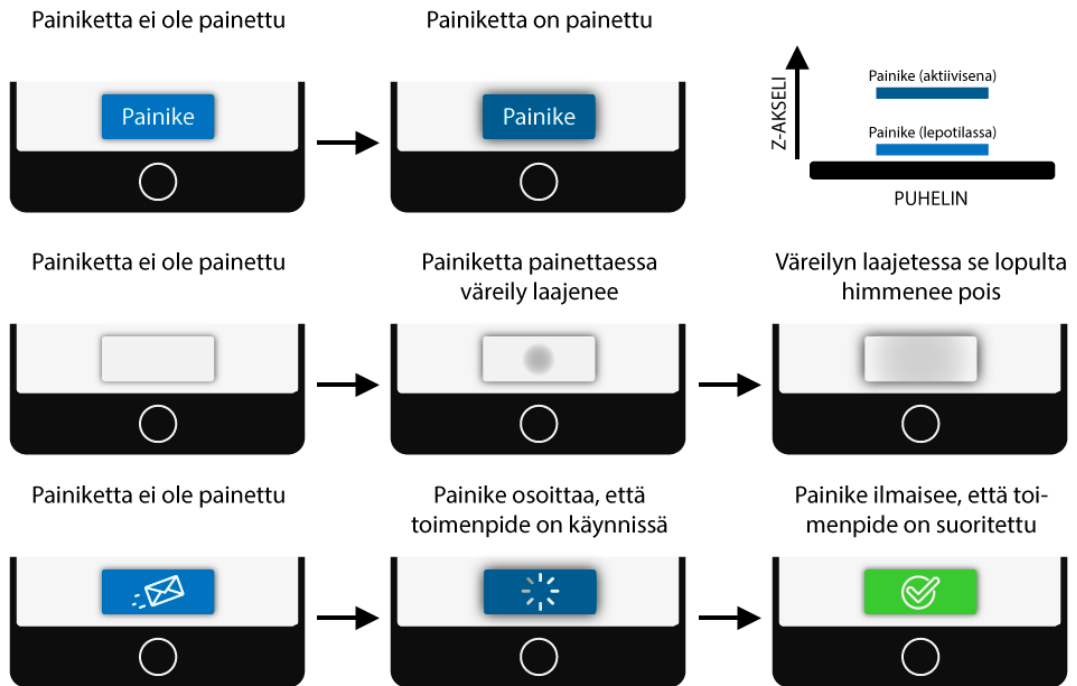 Painiketta ei ole painettu
Painiketta on painettu
Painike
Painike
Z-AKSELI
Painike (aktiivisena)
Painike (lepotilassa)
PUHELIN
Painiketta ei ole painettu
Painiketta painettaessa
väreily laajenee
Väreilyn laajetessa se lopulta
himmenee pois
Painiketta ei ole painettu
Painike osoittaa, että
toimenpide on käynnissä
Painike ilmaisee, että toi-
menpide on suoritettu